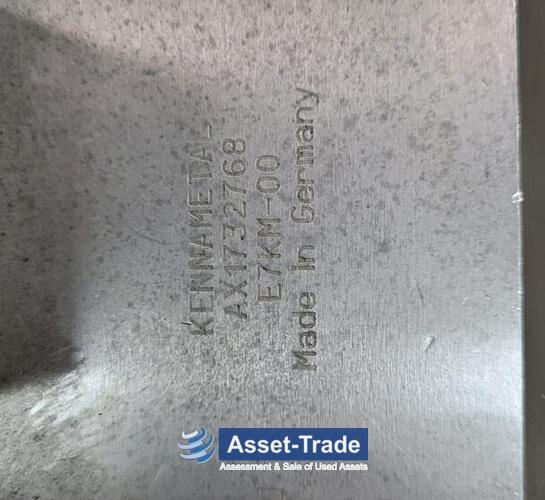 KENNAMETAL
AX1732768
E7KM-00
Made In Germany
Asset-Trade
Assessment & Sale of Used Assets